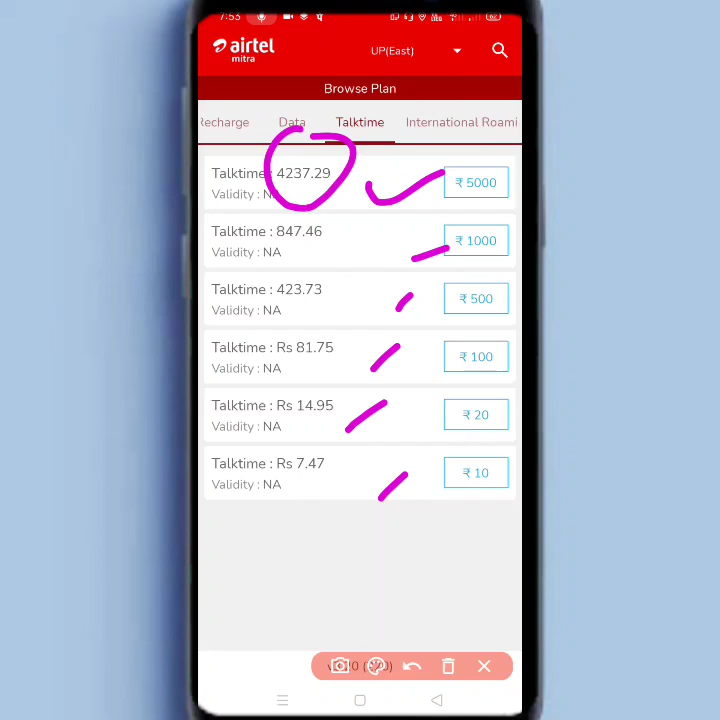 7:53
airtel
mitra
UP(East)
Browse Plan
Recharge Data Talktime International Roami
Talktime : 4237.29
₹ 5000
Validity : NA
Talktime : 847.46
₹ 1000
Validity : NA
Talktime : 423.73
₹ 500
Validity : NA
Talktime : Rs 81.75
₹ 100
Validity : NA
Talktime : Rs 14.95
₹ 20
Validity : NA
Talktime : Rs 7.47
₹ 10
Validity : NA